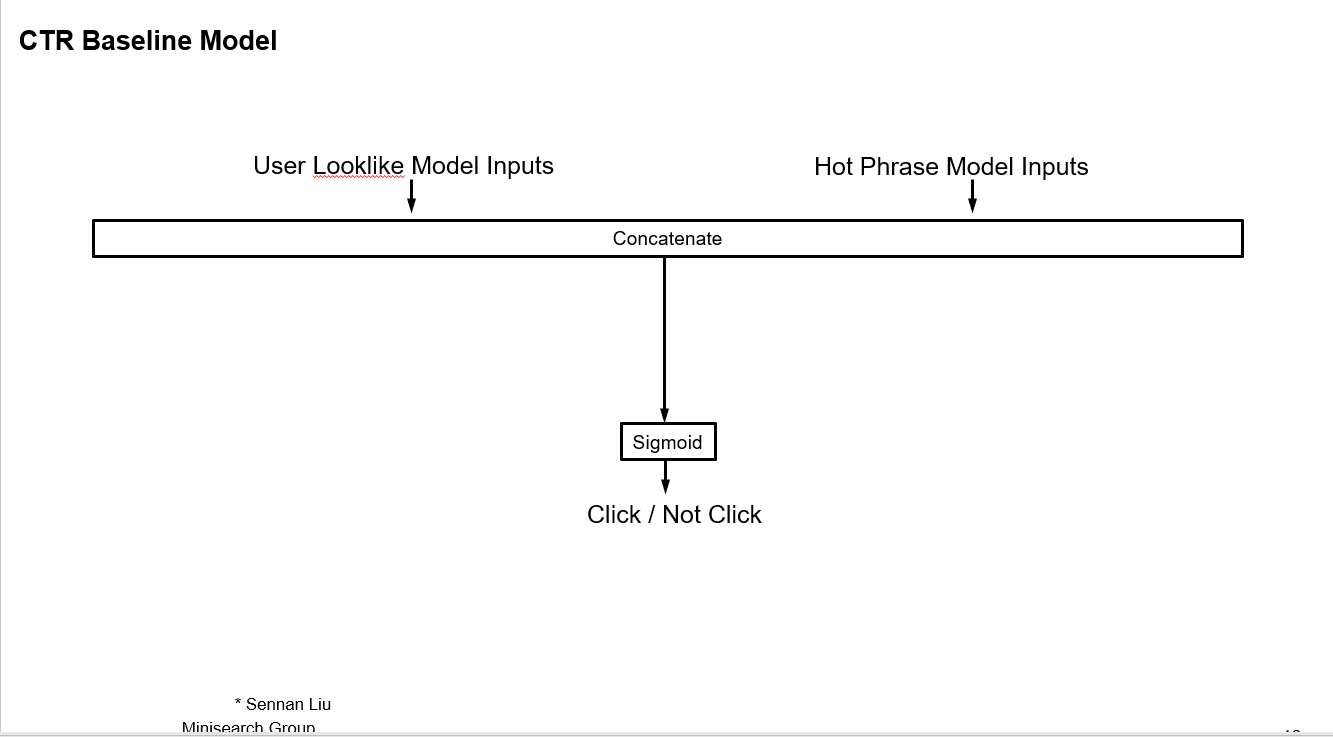 CTR Baseline Model
User Looklike Model Inputs
Hot Phrase Model Inputs
Concatenate
Sigmoid
Click / Not Click
* Sennan Liu
Minisearch Group